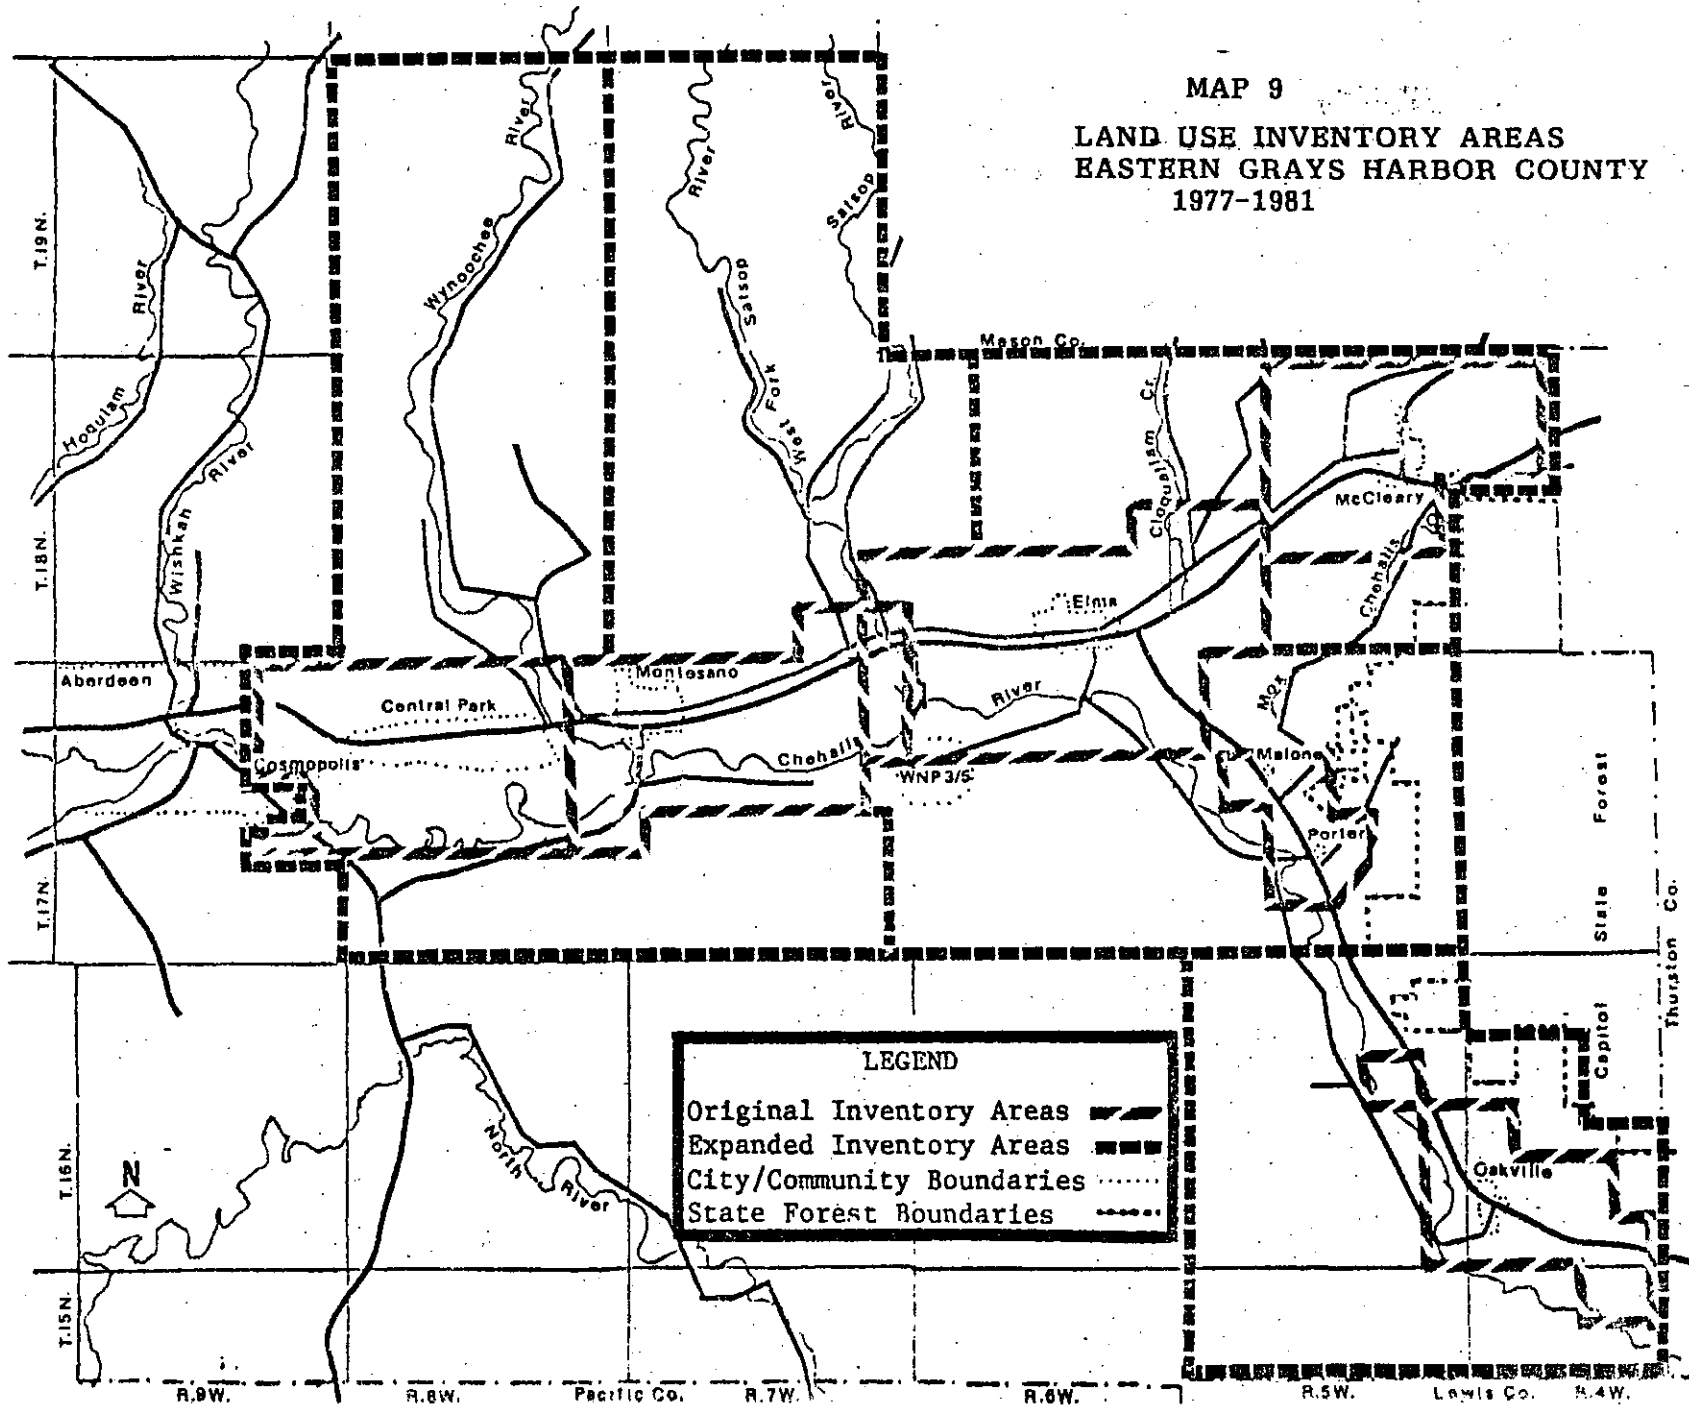 MAP 9
LAND USE INVENTORY AREAS
EASTERN GRAYS HARBOR COUNTY
1977-1981
T.19N.
T.18N.
T.17N.
T.16N.
T.15N.
River
Hoquiam
River
Wishkah
River
Wynoochee
River
Satsop
Fork
West
River
Satsop
Mason Co.
Cloquallam Cr.
McCleary
Chehalis
Elma
Aberdeen
Central Park
Montesano
River
Mox
Cosmopolis
Chehalis
WNP 3/5
Malone
Porter
Capitol State Forest
Thurston Co.
LEGEND
Original Inventory Areas
Expanded Inventory Areas
City/Community Boundaries
State Forest Boundaries
N
North
River
Oakville
R.9W.
R.8W.
Pacific Co.
R.7W.
R.6W.
R.5W.
Lewis Co.
R.4W.